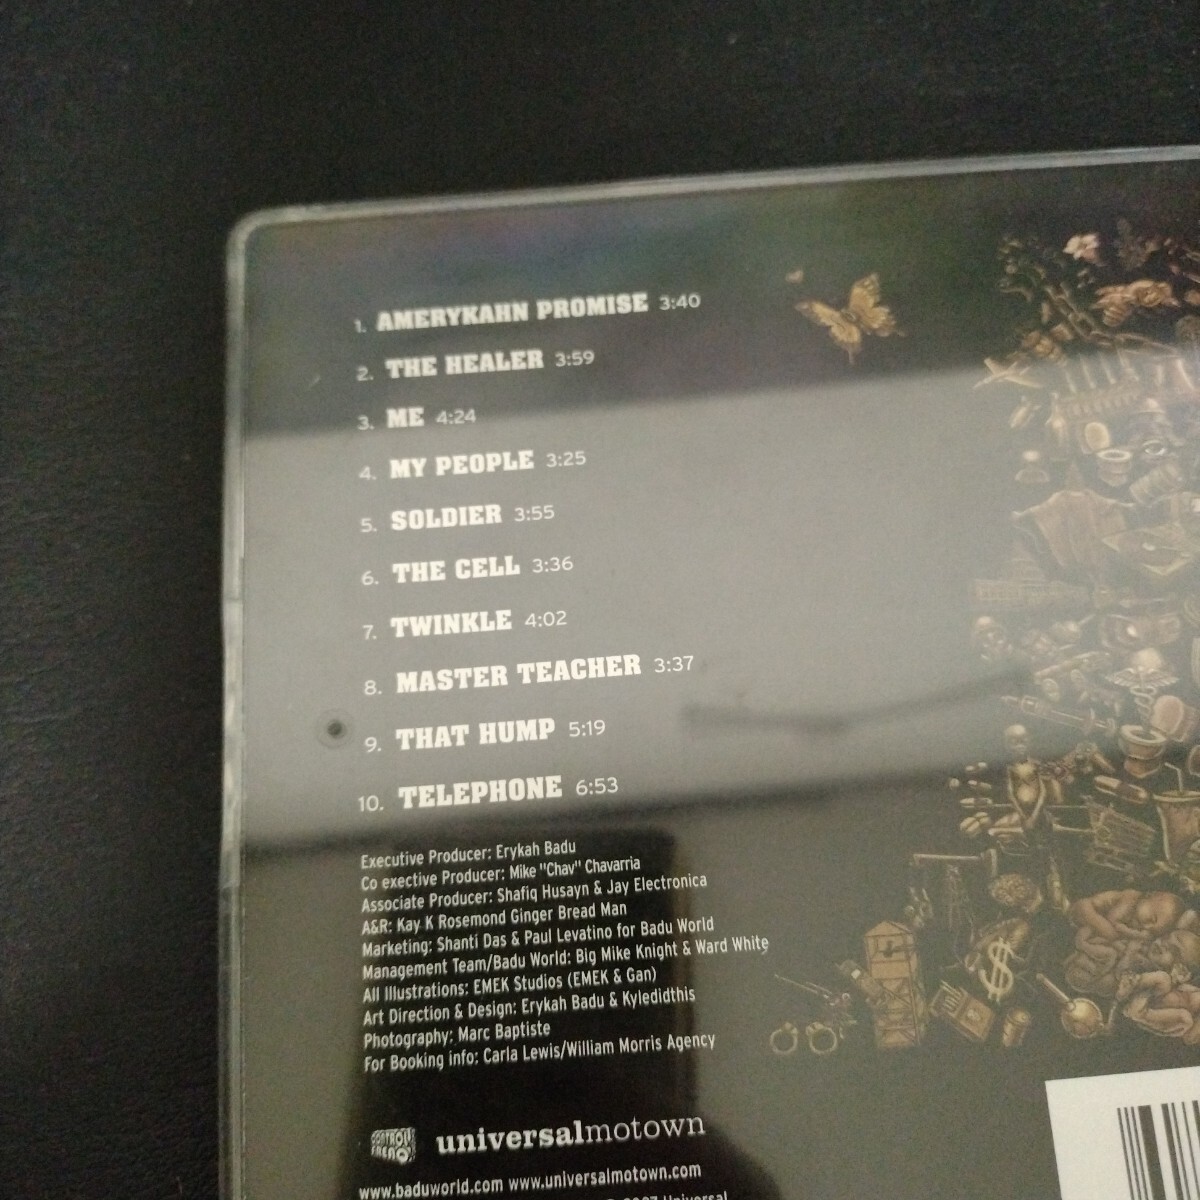 1. AMERYKAHN PROMISE 3:40
2. THE HEALER 3:59
3. ME 4:24
4. MY PEOPLE 3:25
5. SOLDIER 3:55
6. THE CELL 3:36
7. TWINKLE 4:02
8. MASTER TEACHER 3:37
9. THAT HUMP 5:19
10. TELEPHONE 6:53
Executive Producer: Erykah Badu
Co exective Producer: Mike "Chav" Chavarria
Associate Producer: Shafiq Husayn & Jay Electronica
A&R: Kay K Rosemond Ginger Bread Man
Marketing: Shanti Das & Paul Levatino for Badu World
Management Team/Badu World: Big Mike Knight & Ward White
All Illustrations: EMEK Studios (EMEK & Gan)
Art Direction & Design: Erykah Badu & Kyledidthis
Photography: Marc Baptiste
For Booking info: Carla Lewis/William Morris Agency
CONTROL FREAQ
universalmotown
www.baduworld.com www.universalmotown.com
Universal
$